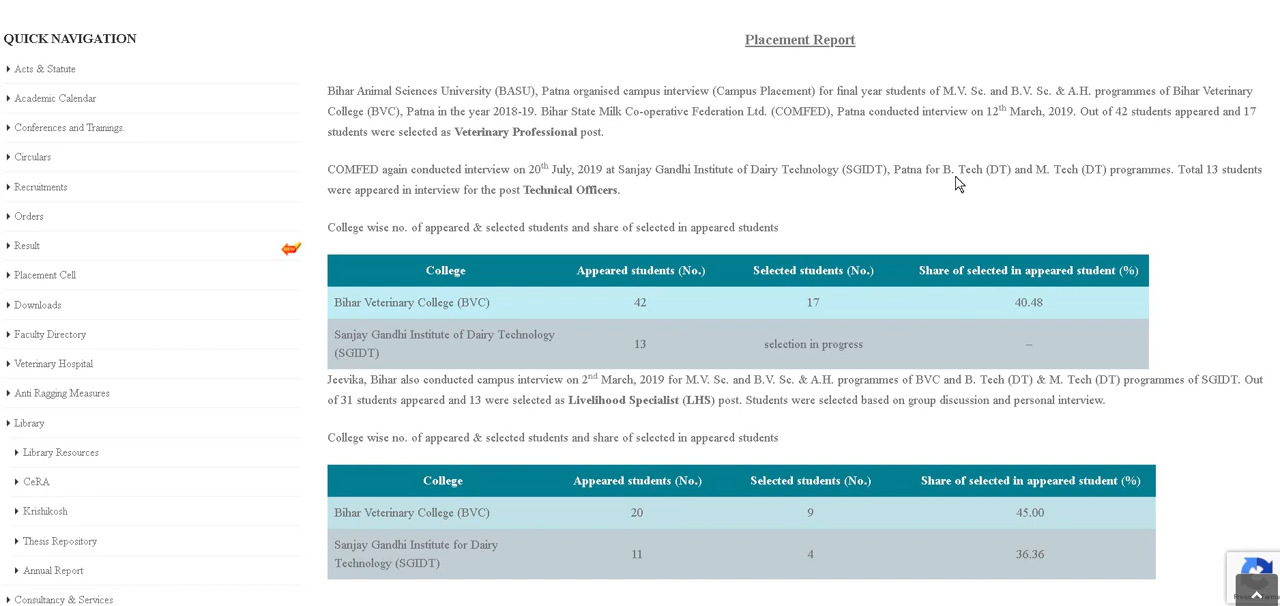 QUICK NAVIGATION
Acts & Statute
Academic Calendar
Conferences and Trainings.
Circulars
Recruitments
Orders
Result
NEW
Placement Cell
Downloads
Faculty Directory
Veterinary Hospital
Anti Ragging Measures
Library
Library Resources
CeRA
Krishikosh
Thesis Repository
Annual Report
Consultancy & Services
Placement Report
Bihar Animal Sciences University (BASU), Patna organised campus interview (Campus Placement) for final year students of M.V. Sc. and B.V. Sc. & A.H. programmes of Bihar Veterinary
College (BVC), Patna in the year 2018-19. Bihar State Milk Co-operative Federation Ltd. (COMFED), Patna conducted interview on 12th March, 2019. Out of 42 students appeared and 17
students were selected as Veterinary Professional post.
COMFED again conducted interview on 20th July, 2019 at Sanjay Gandhi Institute of Dairy Technology (SGIDT), Patna for B. Tech (DT) and M. Tech (DT) programmes. Total 13 students
were appeared in interview for the post Technical Officers.
College wise no. of appeared & selected students and share of selected in appeared students
College Appeared students (No.) Selected students (No.) Share of selected in appeared student (%)
Bihar Veterinary College (BVC) 42 17 40.48
Sanjay Gandhi Institute of Dairy Technology
(SGIDT) 13 selection in progress –
Jeevika, Bihar also conducted campus interview on 2nd March, 2019 for M.V. Sc. and B.V. Sc. & A.H. programmes of BVC and B. Tech (DT) & M. Tech (DT) programmes of SGIDT. Out
of 31 students appeared and 13 were selected as Livelihood Specialist (LHS) post. Students were selected based on group discussion and personal interview.
College wise no. of appeared & selected students and share of selected in appeared students
College Appeared students (No.) Selected students (No.) Share of selected in appeared student (%)
Bihar Veterinary College (BVC) 20 9 45.00
Sanjay Gandhi Institute for Dairy
Technology (SGIDT) 11 4 36.36